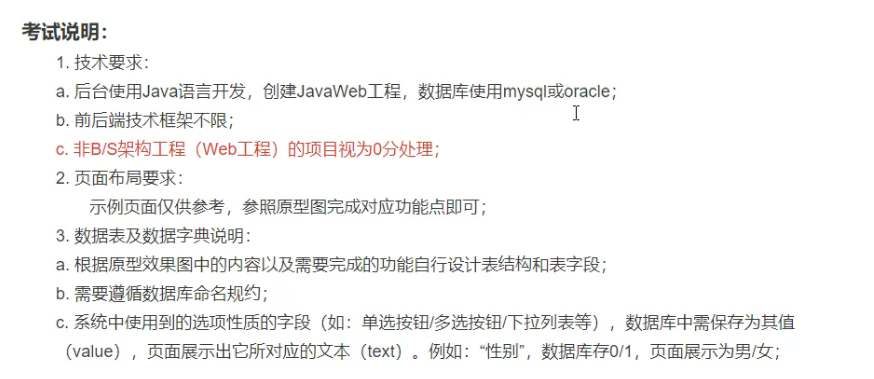 考试说明：
1. 技术要求：
a. 后台使用Java语言开发，创建JavaWeb工程，数据库使用mysql或oracle；
b. 前后端技术框架不限；
c. 非B/S架构工程（Web工程）的项目视为0分处理；
2. 页面布局要求：
示例页面仅供参考，参照原型图完成对应功能点即可；
3. 数据表及数据字典说明：
a. 根据原型效果图中的内容以及需要完成的功能自行设计表结构和表字段；
b. 需要遵循数据库命名规约；
c. 系统中使用到的选项性质的字段（如：单选按钮/多选按钮/下拉列表等），数据库中需保存为其值
（value），页面展示出它所对应的文本（text）。例如：“性别”，数据库存0/1，页面展示为男/女；